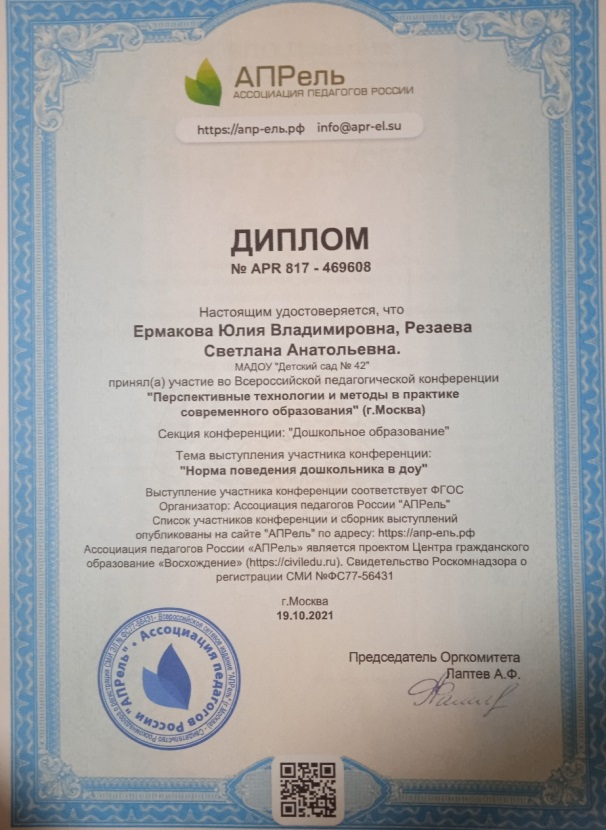 АПРель
АССОЦИАЦИЯ ПЕДАГОГОВ РОССИИ
https://апр-ель.рф info@apr-el.su
ДИПЛОМ
№ APR 817 - 469608
Настоящим удостоверяется, что
Ермакова Юлия Владимировна, Резаева
Светлана Анатольевна.
МАДОУ "Детский сад № 42"
принял(а) участие во Всероссийской педагогической конференции
"Перспективные технологии и методы в практике
современного образования" (г.Москва)
Секция конференции: "Дошкольное образование"
Тема выступления участника конференции:
"Норма поведения дошкольника в доу"
Выступление участника конференции соответствует ФГОС
Организатор: Ассоциация педагогов России "АПРель"
Список участников конференции и сборник выступлений
опубликованы на сайте "АПРель" по адресу: https://апр-ель.рф
Ассоциация педагогов России «АПРель» является проектом Центра гражданского
образование «Восхождение» (https://civiledu.ru). Свидетельство Роскомнадзора о
регистрации СМИ №ФС77-56431
г.Москва
19.10.2021
Председатель Оргкомитета
Лаптев А.Ф.
Ассоциация педагогов России "АПРель"